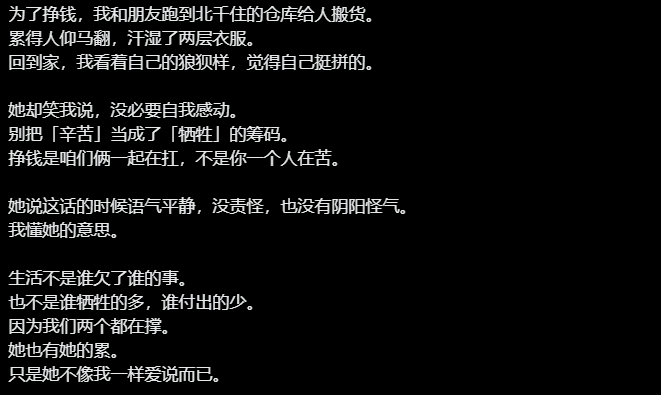 为了挣钱，我和朋友跑到北千住的仓库给人搬货。
累得人仰马翻，汗湿了两层衣服。
回到家，我看着自己的狼狈样，觉得自己挺拼的。
她却笑我说，没必要自我感动。
别把「辛苦」当成了「牺牲」的筹码。
挣钱是咱们俩一起在扛，不是你一个人在苦。
她说这话的时候语气平静，没责怪，也没有阴阳怪气。
我懂她的意思。
生活不是谁欠了谁的事。
也不是谁牺牲的多，谁付出的少。
因为我们两个都在撑。
她也有她的累。
只是她不像我一样爱说而已。